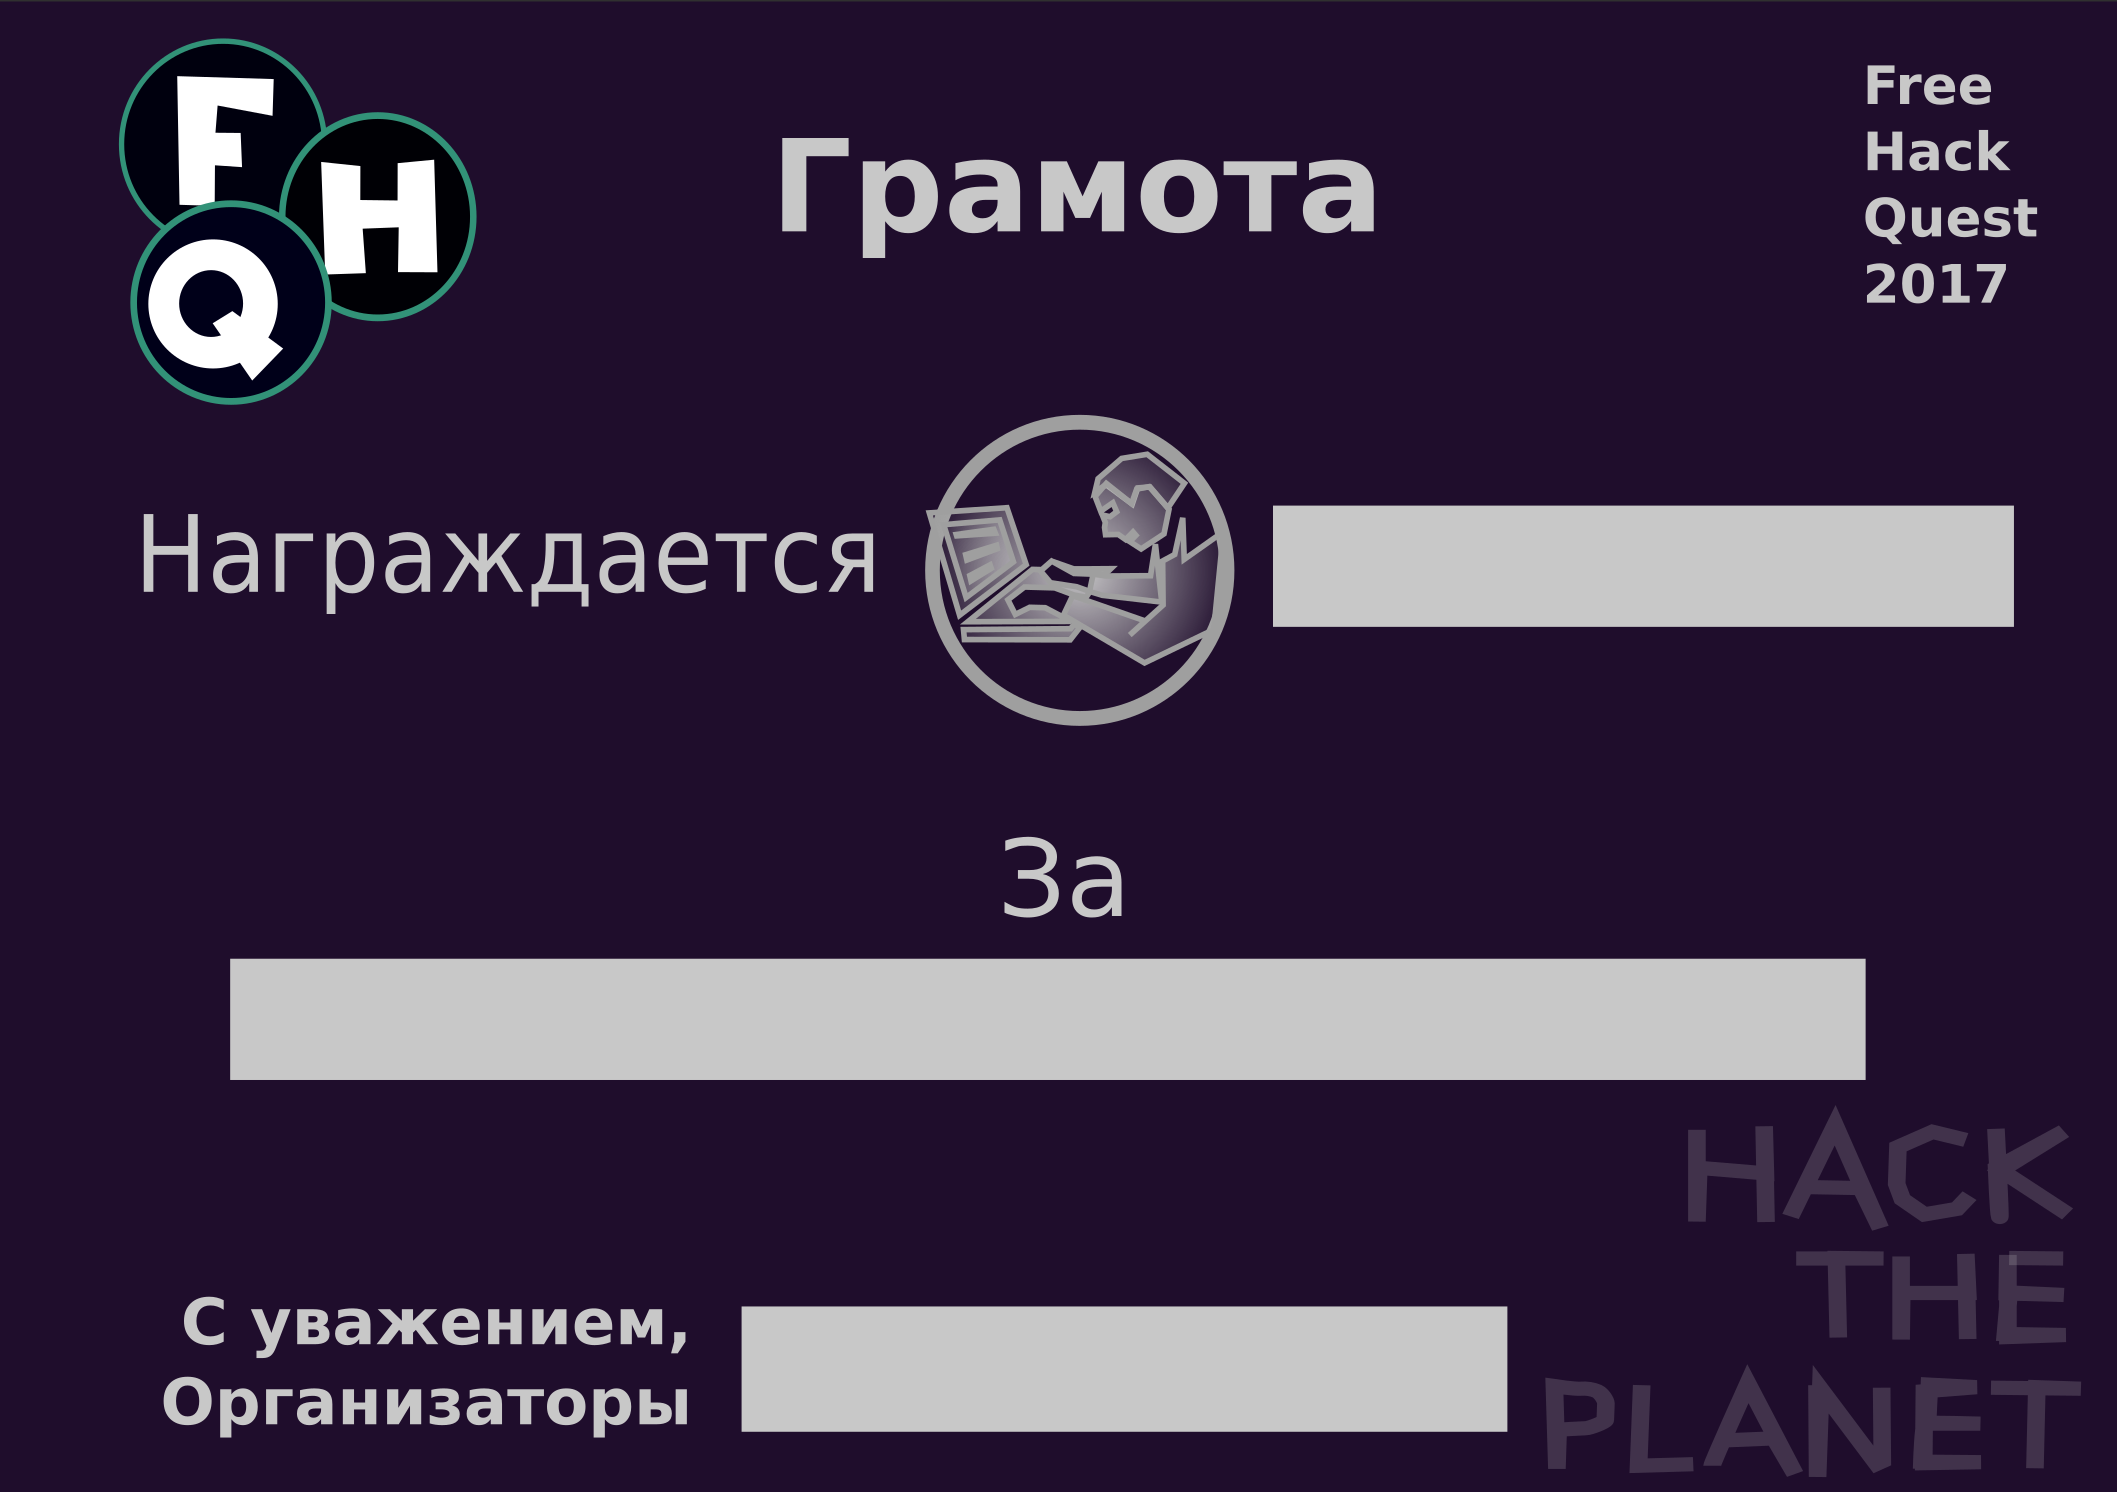 F
H
Q
Грамота
Free
Hack
Quest
2017
Награждается
За
С уважением,
Организаторы
HACK
THE
PLANET